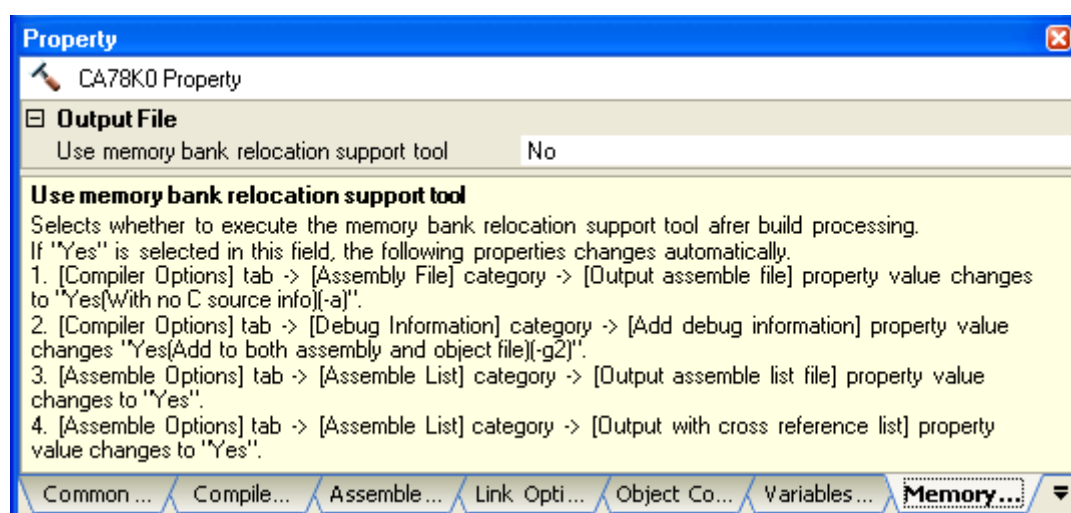 Property
CA78K0 Property
Output File
Use memory bank relocation support tool No
Use memory bank relocation support tool
Selects whether to execute the memory bank relocation support tool afrer build processing.
If "Yes" is selected in this field, the following properties changes automatically.
1. [Compiler Options] tab -> [Assembly File] category -> [Output assemble file] property value changes
to "Yes(With no C source info)(-a)".
2. [Compiler Options] tab -> [Debug Information] category -> [Add debug information] property value
changes "Yes(Add to both assembly and object file)(-g2)".
3. [Assemble Options] tab -> [Assemble List] category -> [Output assemble list file] property value
changes to "Yes".
4. [Assemble Options] tab -> [Assemble List] category -> [Output with cross reference list] property
value changes to "Yes".
Common ... Compile... Assemble ... Link Opti... Object Co... Variables ... Memory...